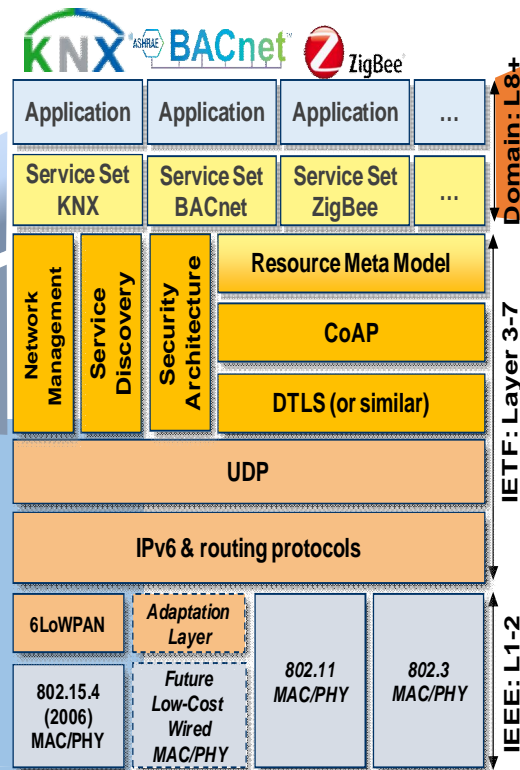 KNX
ASHRAE BACnet™
ZigBee®
Application
Application
Application
...
Service Set
KNX
Service Set
BACnet
Service Set
ZigBee
...
Domain: L8+
Network
Management
Service
Discovery
Security
Architecture
Resource Meta Model
CoAP
DTLS (or similar)
UDP
IPv6 & routing protocols
IETF: Layer 3-7
6LoWPAN
Adaptation
Layer
802.15.4
(2006)
MAC/PHY
Future
Low-Cost
Wired
MAC/PHY
802.11
MAC/PHY
802.3
MAC/PHY
IEEE: L1-2